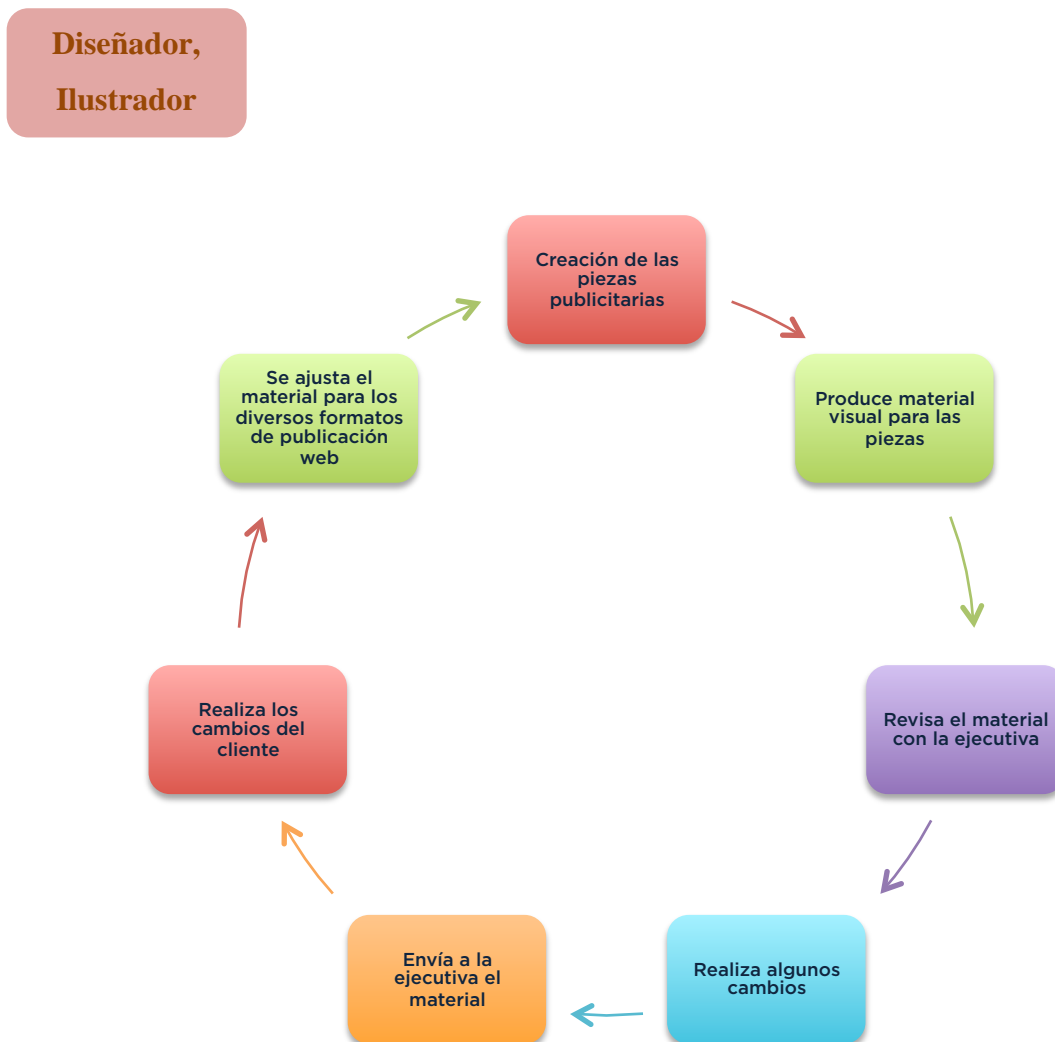 Diseñador,
Ilustrador
Creación de las
piezas
publicitarias
Produce material
visual para las
piezas
Revisa el material
con la ejecutiva
Realiza algunos
cambios
Envía a la
ejecutiva el
material
Realiza los
cambios del
cliente
Se ajusta el
material para los
diversos formatos
de publicación
web